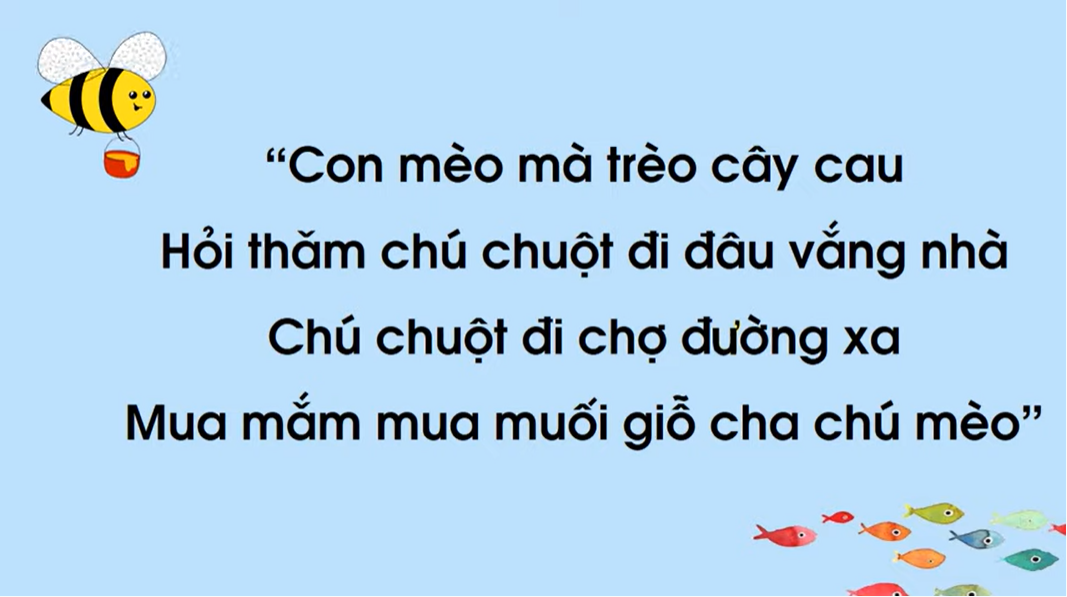 “Con mèo mà trèo cây cau
Hỏi thăm chú chuột đi đâu vắng nhà
Chú chuột đi chợ đường xa
Mua mắm mua muối giỗ cha chú mèo”